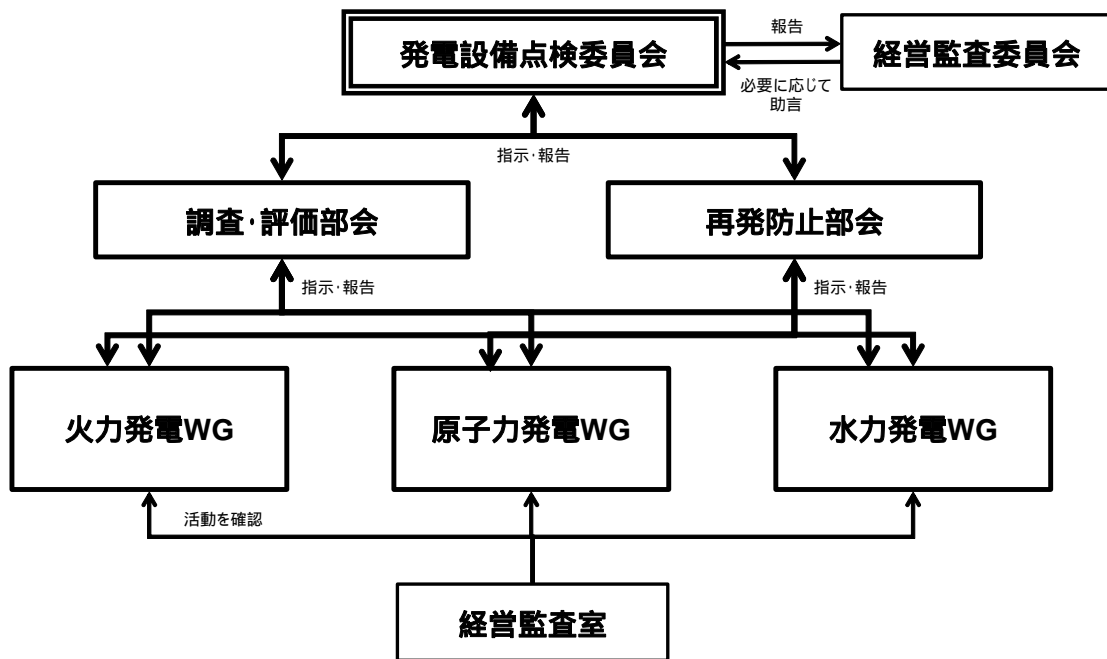 発電設備点検委員会
報告
経営監査委員会
必要に応じて
助言
指示・報告
調査・評価部会
再発防止部会
指示・報告
指示・報告
火力発電WG
原子力発電WG
水力発電WG
活動を確認
経営監査室